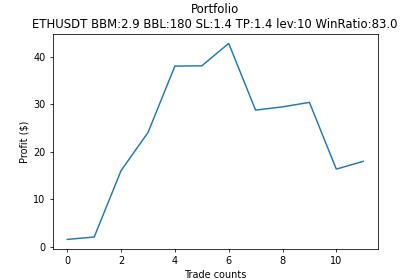 Portfolio
ETHUSDT BBM:2.9 BBL:180 SL:1.4 TP:1.4 lev:10 WinRatio:83.0
40
30
20
10
0
Profit ($)
0 2 4 6 8 10
Trade counts